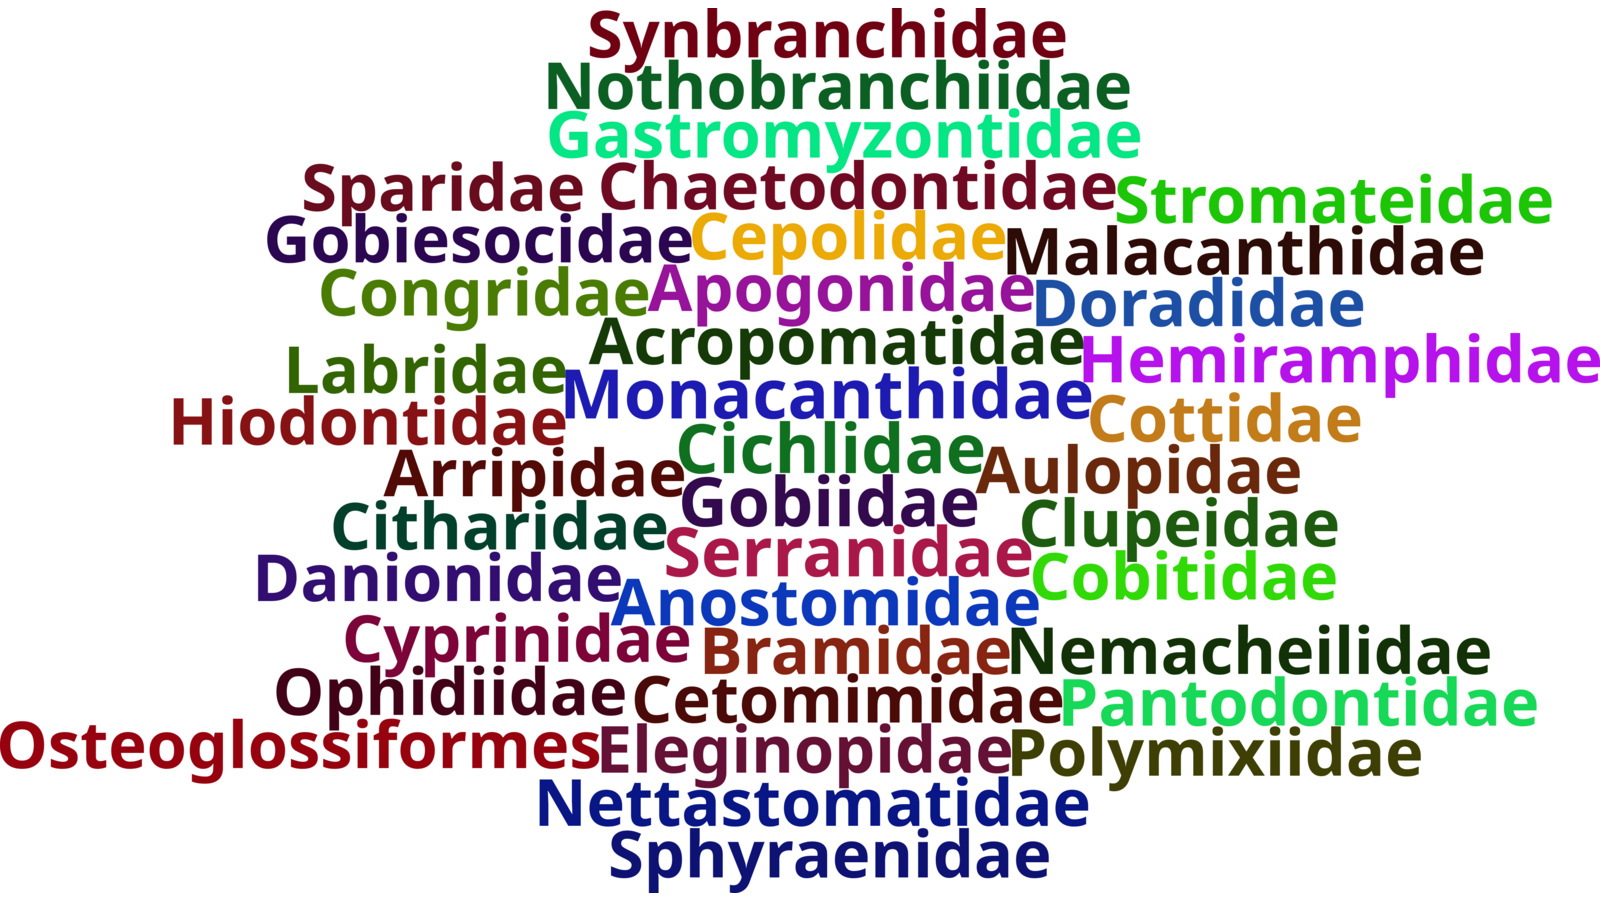 Synbranchidae
Nothobranchiidae
Gastromyzontidae
Sparidae Chaetodontidae Stromateidae
Gobiesocidae Cepolidae Malacanthidae
Congridae Apogonidae Doradidae
Acropomatidae Hemiramphidae
Labridae Monacanthidae
Hiodontidae Cottidae
Cichlidae
Arripidae Aulopidae
Gobiidae
Citharidae Clupeidae
Serranidae
Danionidae Cobitidae
Anostomidae
Cyprinidae Bramidae Nemacheilidae
Ophidiidae Cetomimidae Pantodontidae
Osteoglossiformes Eleginopidae Polymixiidae
Nettastomatidae
Sphyraenidae